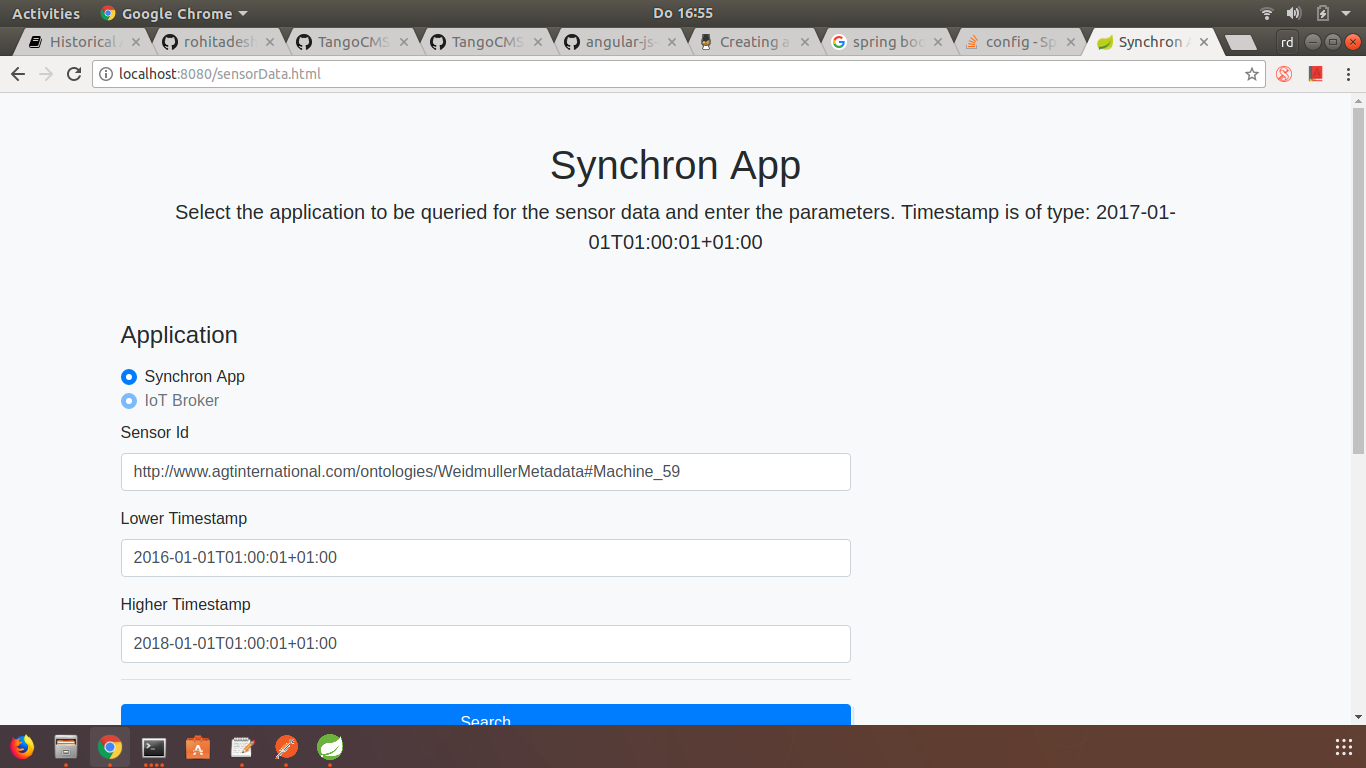 Activities Google Chrome Do 16:55
Historical rohitadesh TangoCMS TangoCMS angular-js- Creating a spring boo config - Sp Synchron A rd
localhost:8080/sensorData.html
Synchron App
Select the application to be queried for the sensor data and enter the parameters. Timestamp is of type: 2017-01-
01T01:00:01+01:00
Application
Synchron App
IoT Broker
Sensor Id
http://www.agtinternational.com/ontologies/WeidmullerMetadata#Machine_59
Lower Timestamp
2016-01-01T01:00:01+01:00
Higher Timestamp
2018-01-01T01:00:01+01:00
Search